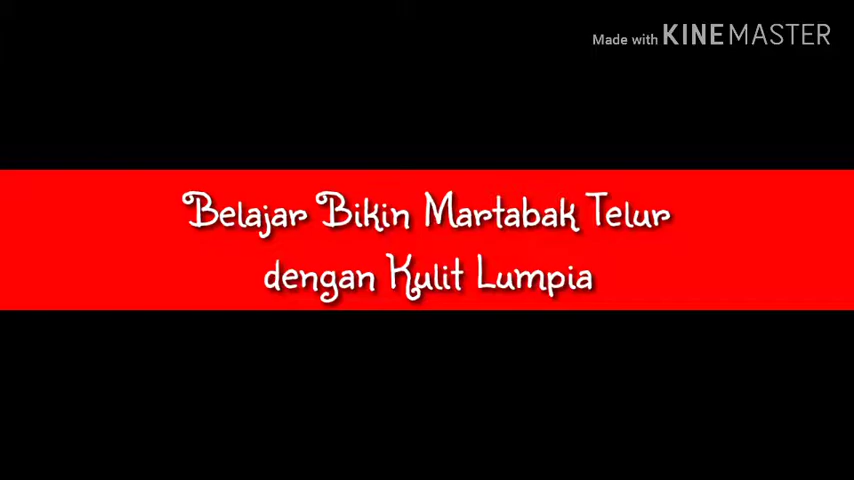 Made with KINEMASTER
Belajar Bikin Martabak Telur
dengan Kulit Lumpia